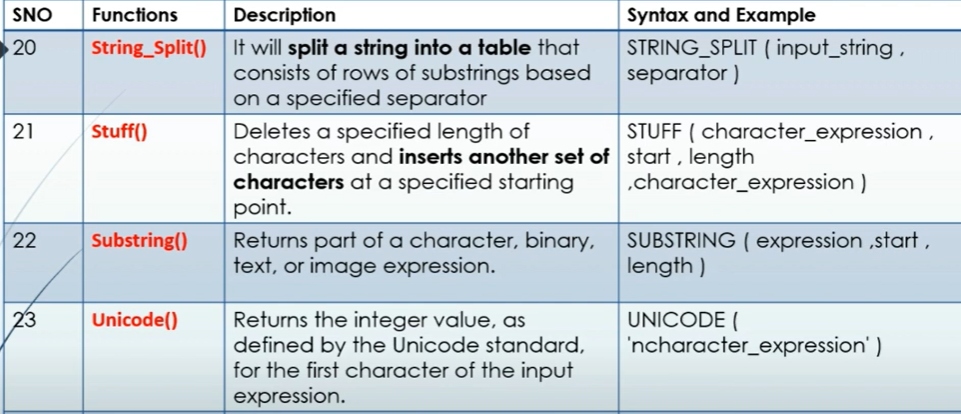 SNO Functions Description Syntax and Example
20 String_Split() It will split a string into a table that STRING_SPLIT ( input_string ,
consists of rows of substrings based separator )
on a specified separator
21 Stuff() Deletes a specified length of STUFF ( character_expression ,
characters and inserts another set of start , length
characters at a specified starting ,character_expression )
point.
22 Substring() Returns part of a character, binary, SUBSTRING ( expression ,start ,
text, or image expression. length )
23 Unicode() Returns the integer value, as UNICODE (
defined by the Unicode standard, 'ncharacter_expression' )
for the first character of the input
expression.